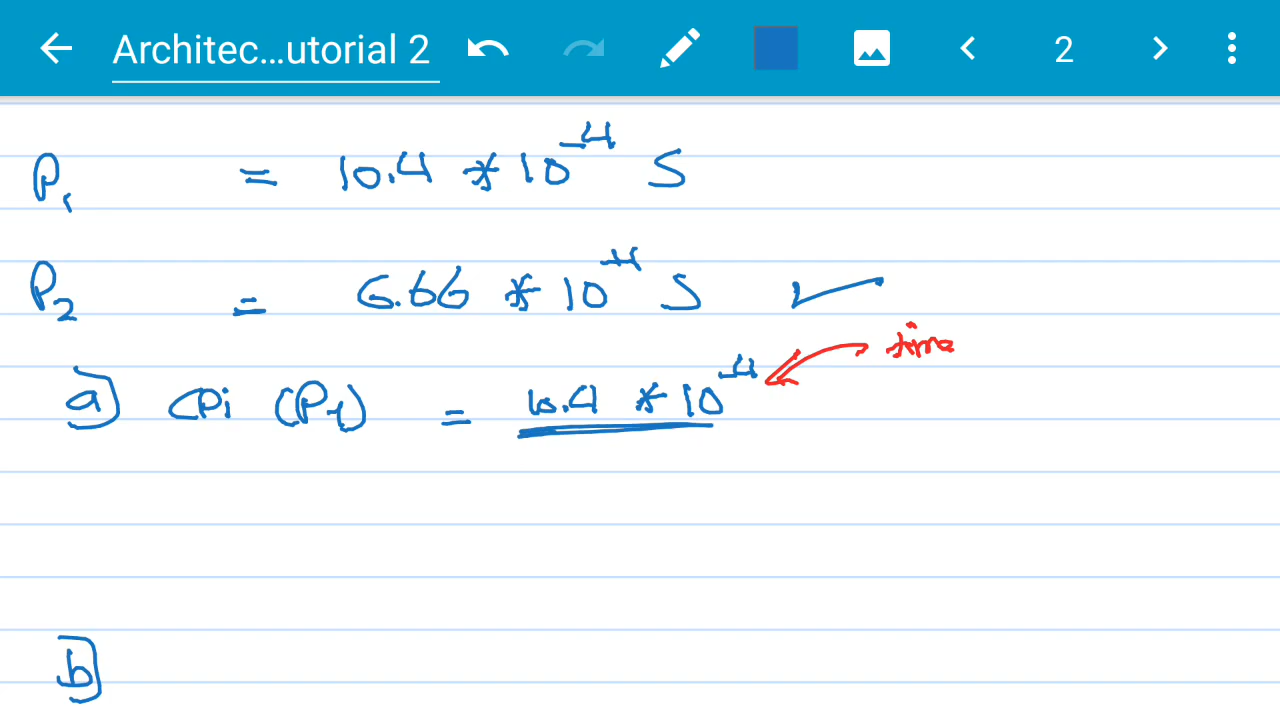 Architec...utorial 2 2
P1 = 10.4 * 10^-4 S
P2 = 6.66 * 10^-4 S ✓
time
a) CPi (P1) = 10.4 * 10^-4
b)